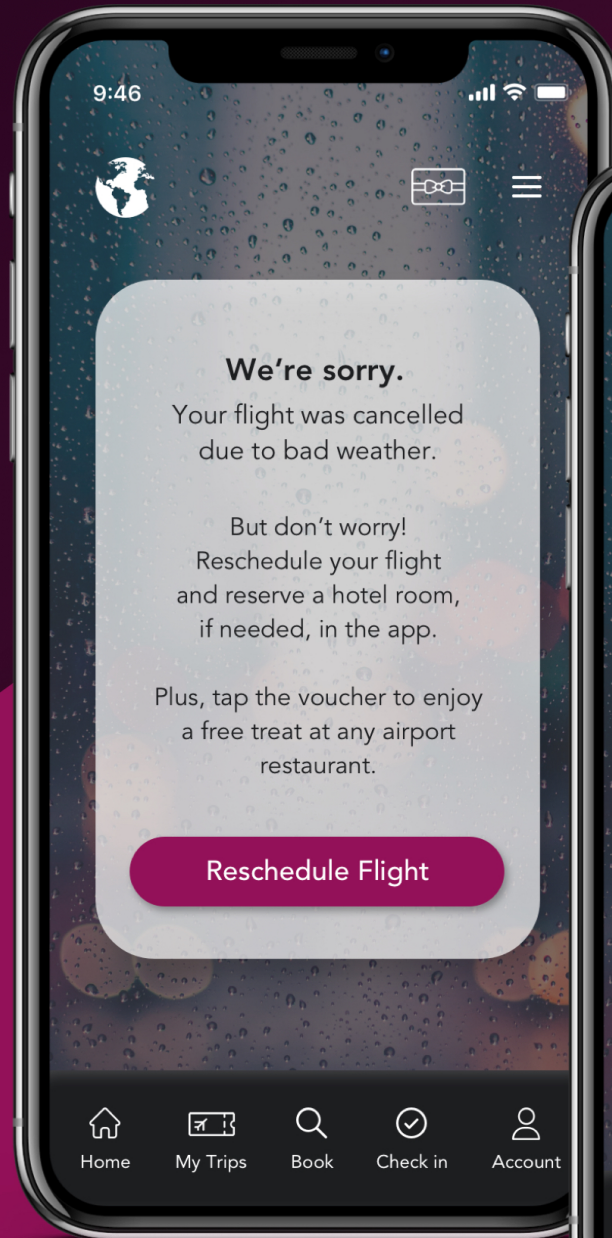 9:46
We're sorry.
Your flight was cancelled
due to bad weather.
But don't worry!
Reschedule your flight
and reserve a hotel room,
if needed, in the app.
Plus, tap the voucher to enjoy
a free treat at any airport
restaurant.
Reschedule Flight
Home
My Trips
Book
Check in
Account